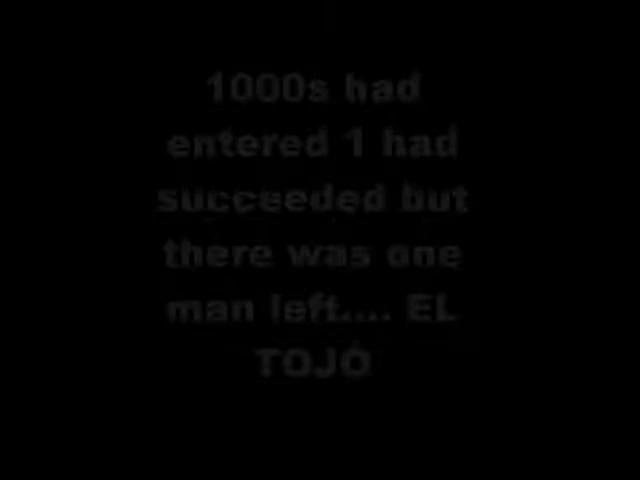 1000s had
entered 1 had
succeeded but
there was one
man left.... EL
TOJO